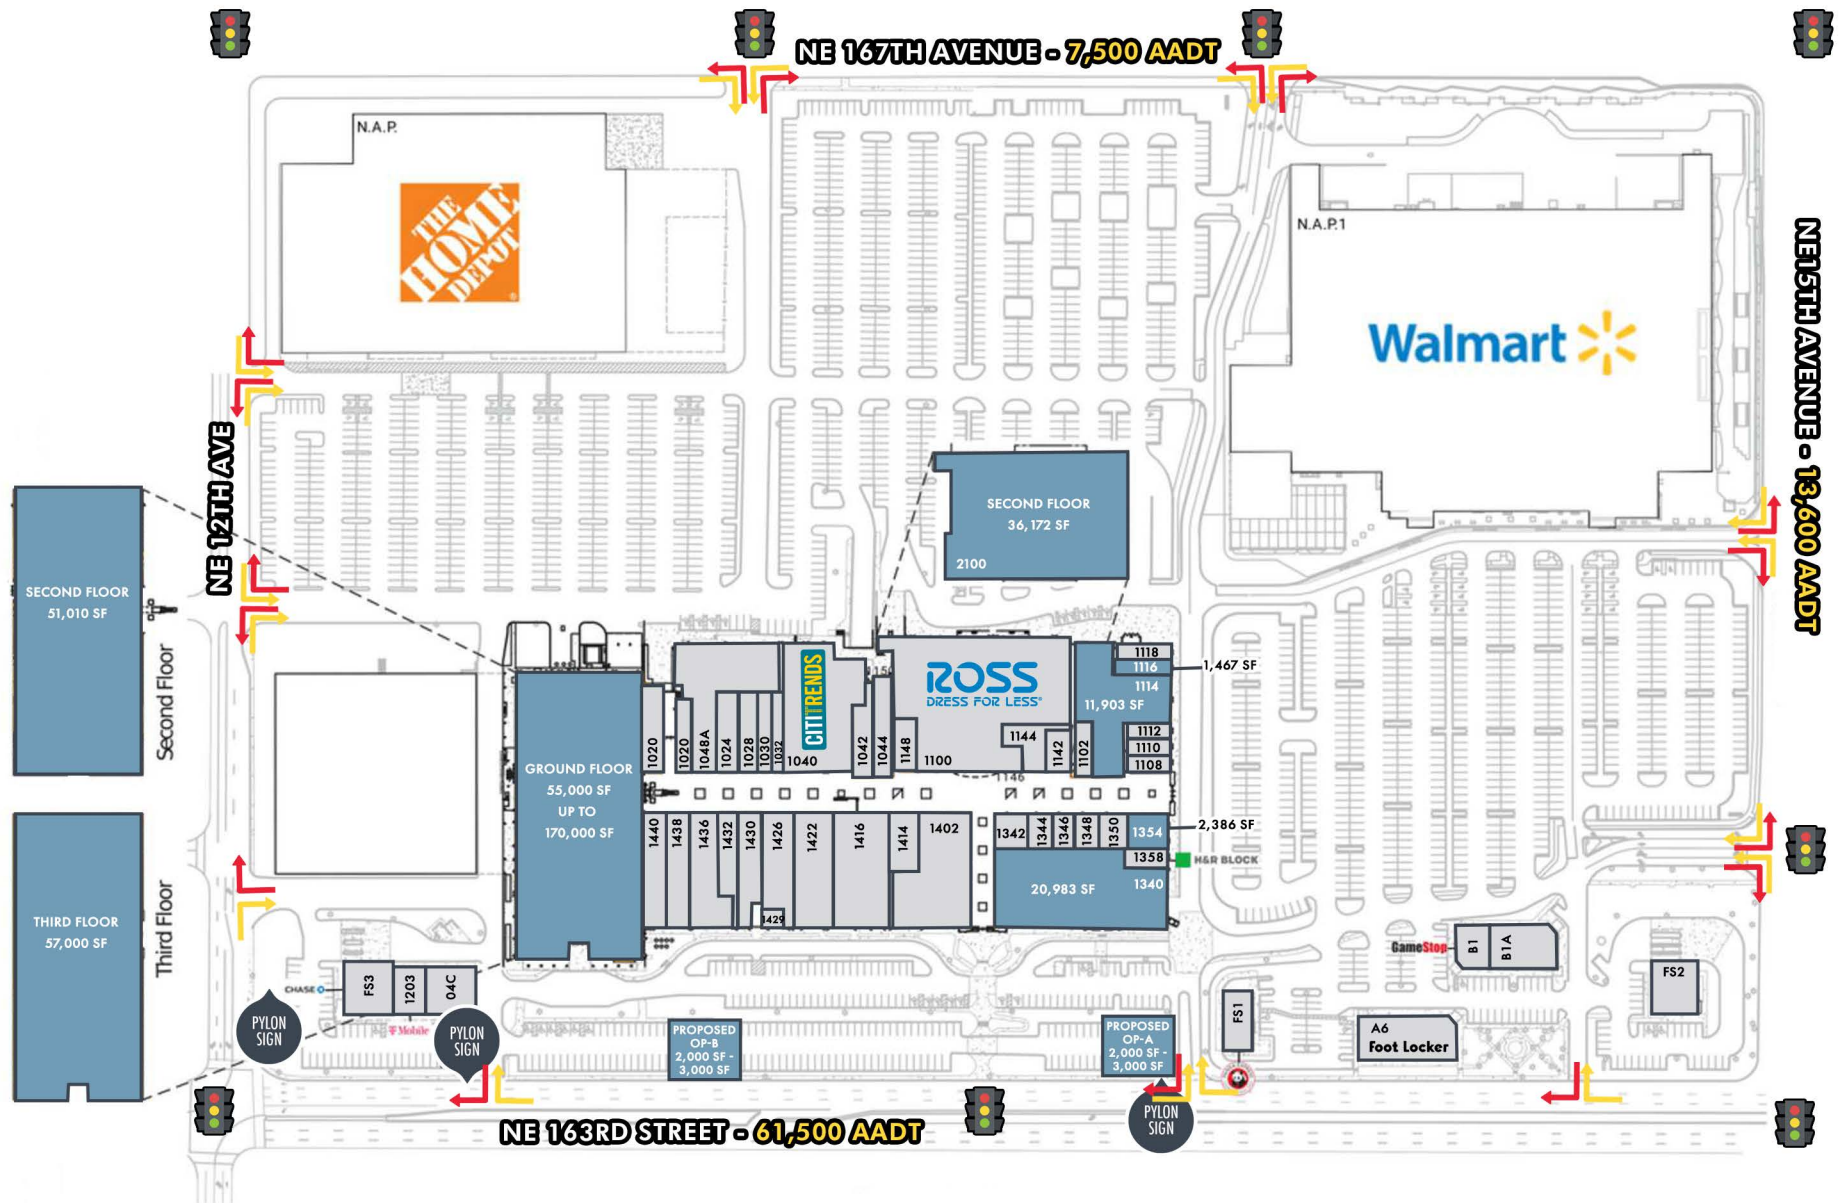 NE 167TH AVENUE - 7,500 AADT
N.A.P.
THE
HOME
DEPOT
N.A.P.1
Walmart
NE15TH AVENUE - 13,600 AADT
NE 12TH AVE
SECOND FLOOR
36,172 SF
2100
SECOND FLOOR
51,010 SF
Second Floor
THIRD FLOOR
57,000 SF
Third Floor
GROUND FLOOR
55,000 SF
UP TO
170,000 SF
1020
1020
1048A
1024
1028
1030
1032
CITITRENDS
1040
1042
1044
1148
ROSS
DRESS FOR LESS
1100
1144
1142
1146
1102
1118
1116
1,467 SF
1114
11,903 SF
1112
1110
1108
1440
1438
1436
1432
1430
1426
1429
1422
1416
1414
1402
1342
1344
1346
1348
1350
1354
2,386 SF
1358
H&R BLOCK
20,983 SF
1340
GameStop
B1
B1A
FS2
CHASE
FS3
1203
04C
T Mobile
PYLON
SIGN
PYLON
SIGN
PROPOSED
OP-B
2,000 SF -
3,000 SF
PROPOSED
OP-A
2,000 SF -
3,000 SF
FS1
A6
Foot Locker
PYLON
SIGN
NE 163RD STREET - 61,500 AADT